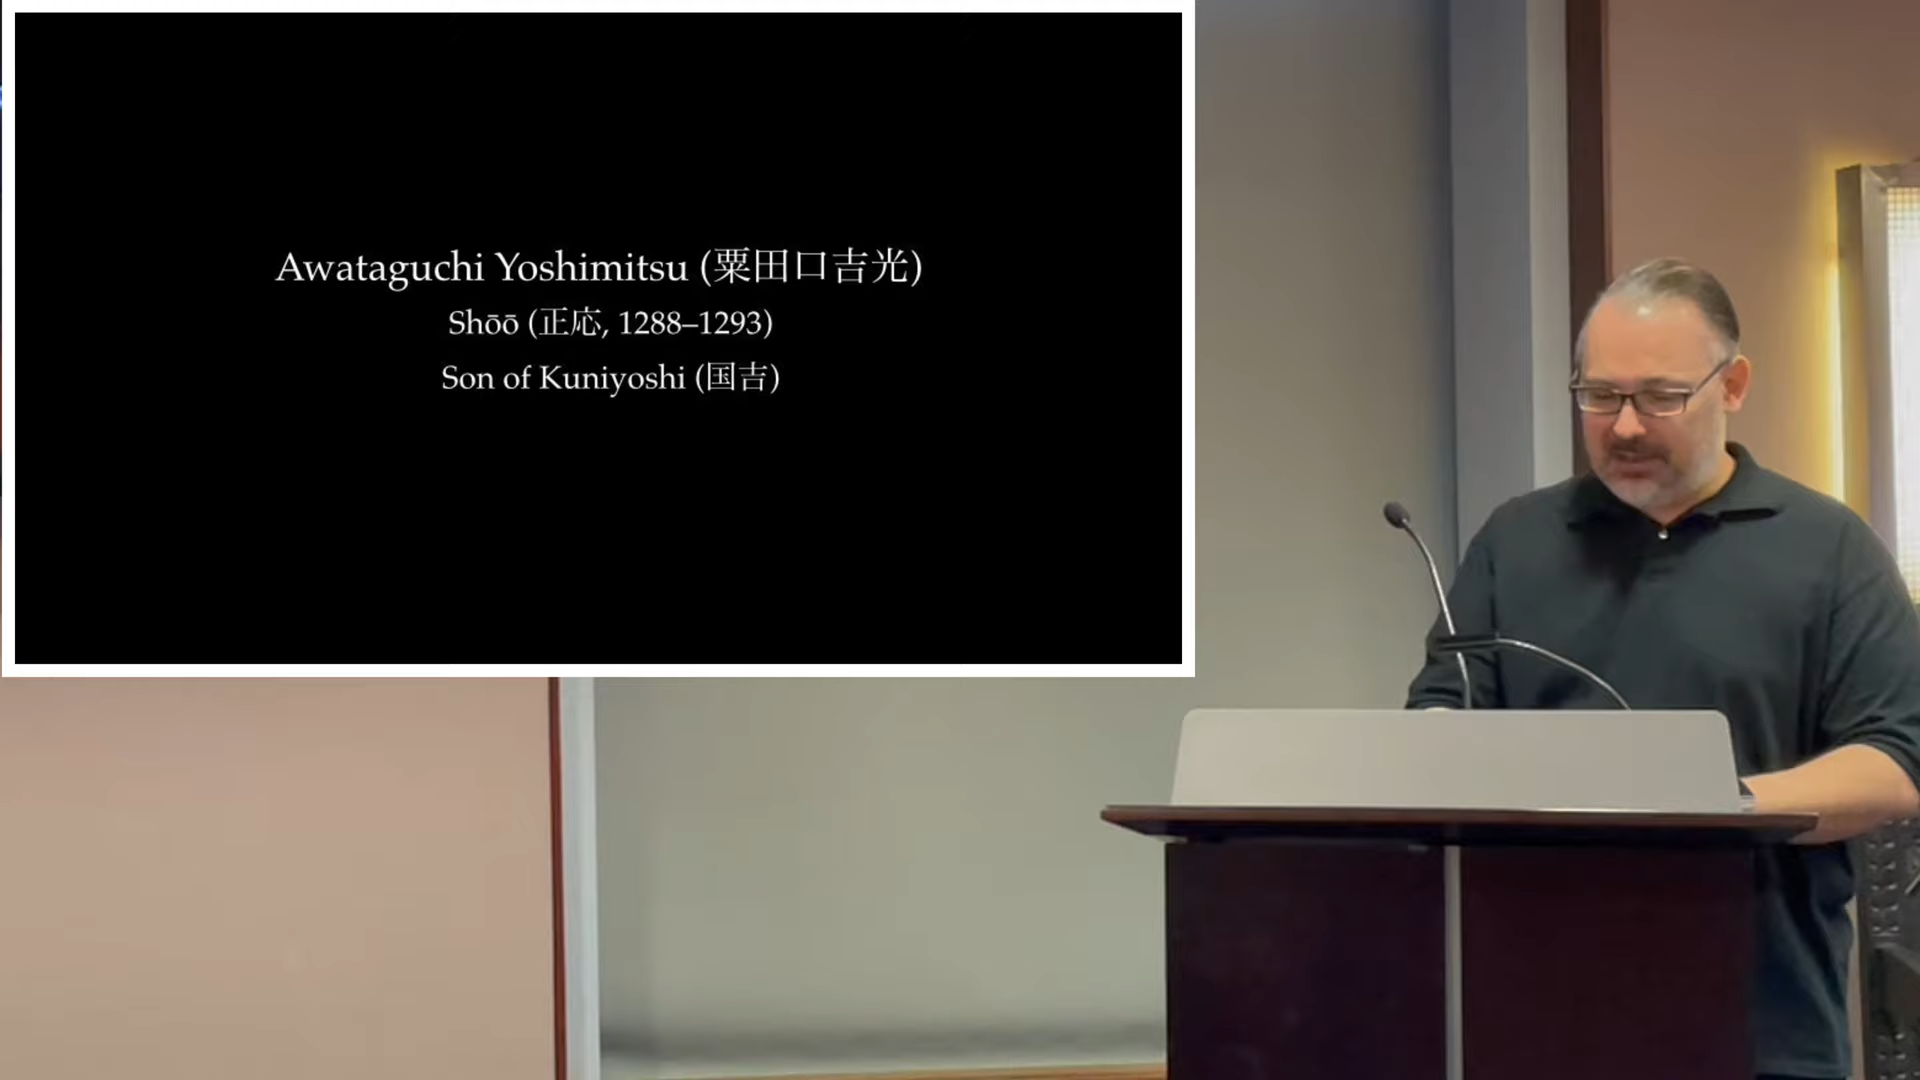 Awataguchi Yoshimitsu (粟田口吉光)
Shōō (正応, 1288–1293)
Son of Kuniyoshi (国吉)